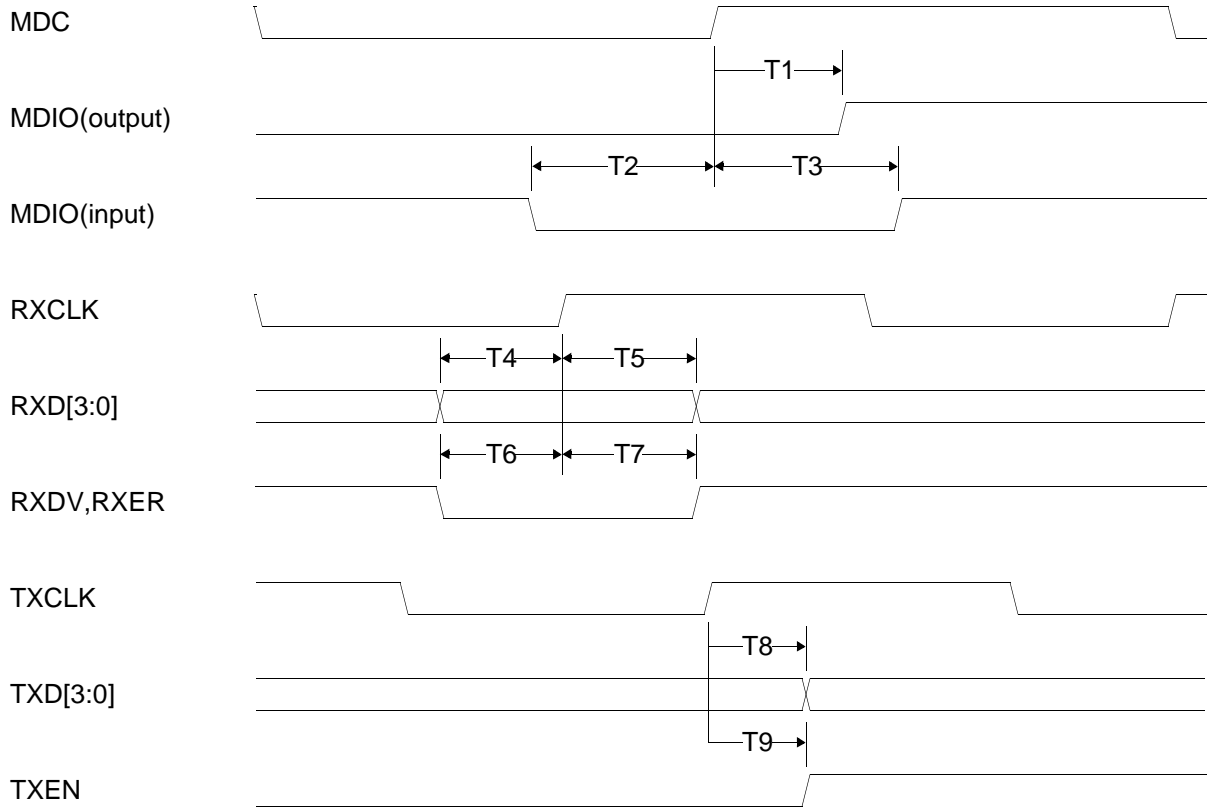 MDC
T1
MDIO(output)
T2 T3
MDIO(input)
RXCLK
T4 T5
RXD[3:0]
T6 T7
RXDV,RXER
TXCLK
T8
TXD[3:0]
T9
TXEN